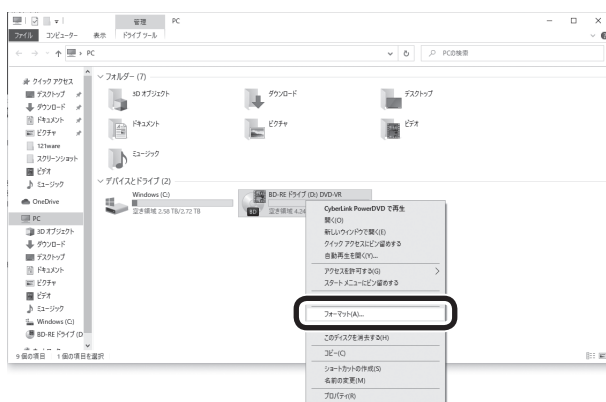 管理 PC
ファイル コンピューター 表示 ドライブ ツール
PC
PCの検索
クイック アクセス
デスクトップ
ダウンロード
ドキュメント
ピクチャ
121ware
スクリーンショット
ビデオ
ミュージック
OneDrive
PC
3D オブジェクト
ダウンロード
デスクトップ
ドキュメント
ピクチャ
ビデオ
ミュージック
Windows (C:)
BD-RE ドライブ (D
9 個の項目 1 個の項目を選択
フォルダー (7)
3D オブジェクト
ダウンロード
デスクトップ
ドキュメント
ピクチャ
ビデオ
ミュージック
デバイスとドライブ (2)
Windows (C:)
空き領域 2.58 TB/2.72 TB
BD-RE ドライブ (D:) DVD-VR
BD
空き領域 4.24
CyberLink PowerDVD で再生
開く(O)
新しいウィンドウで開く(E)
クイック アクセスにピン留めする
自動再生を開く(Y)...
アクセスを許可する(G)
スタート メニューにピン留めする
フォーマット(A)...
このディスクを消去する(H)
コピー(C)
ショートカットの作成(S)
名前の変更(M)
プロパティ(R)